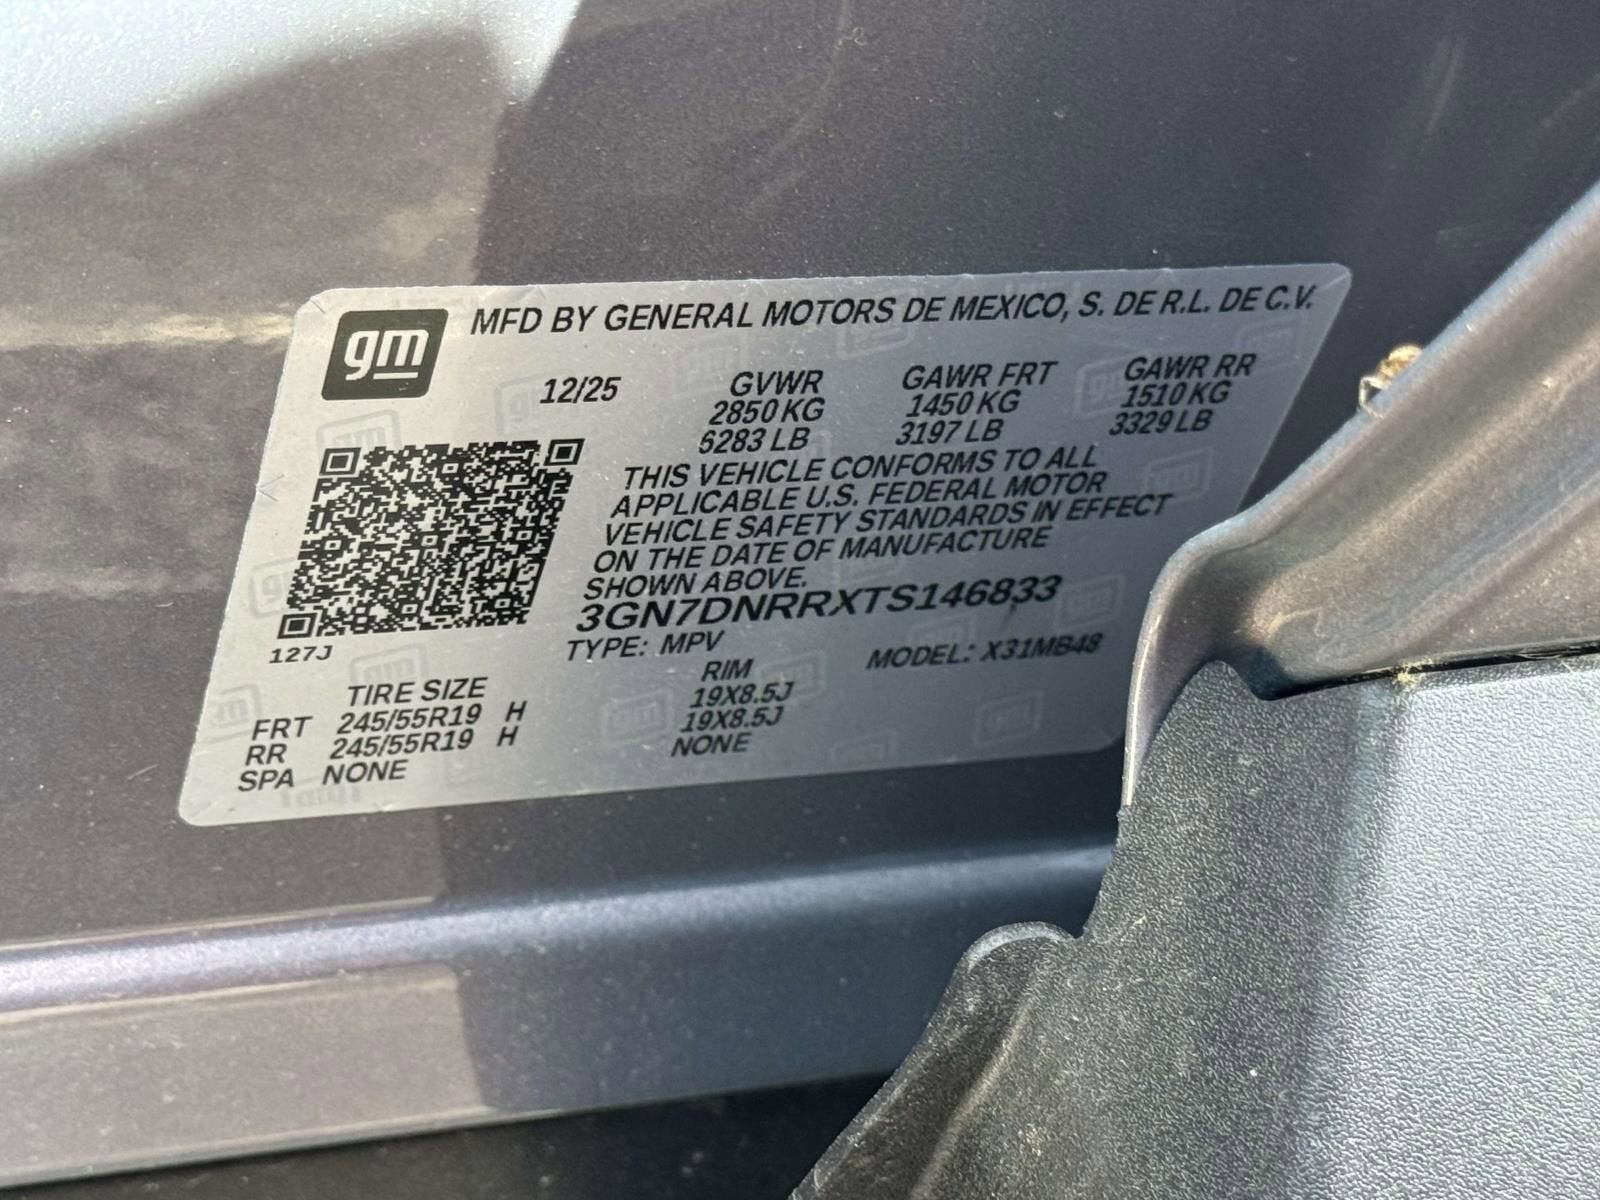 gm
MFD BY GENERAL MOTORS DE MEXICO, S. DE R.L. DE C.V.
12/25 GVWR GAWR FRT GAWR RR
2850 KG 1450 KG 1510 KG
6283 LB 3197 LB 3329 LB
THIS VEHICLE CONFORMS TO ALL
APPLICABLE U.S. FEDERAL MOTOR
VEHICLE SAFETY STANDARDS IN EFFECT
ON THE DATE OF MANUFACTURE
SHOWN ABOVE.
3GN7DNRRXTS146833
127J
TYPE: MPV MODEL: X31MB48
TIRE SIZE RIM
FRT 245/55R19 H 19X8.5J
RR 245/55R19 H 19X8.5J
SPA NONE NONE